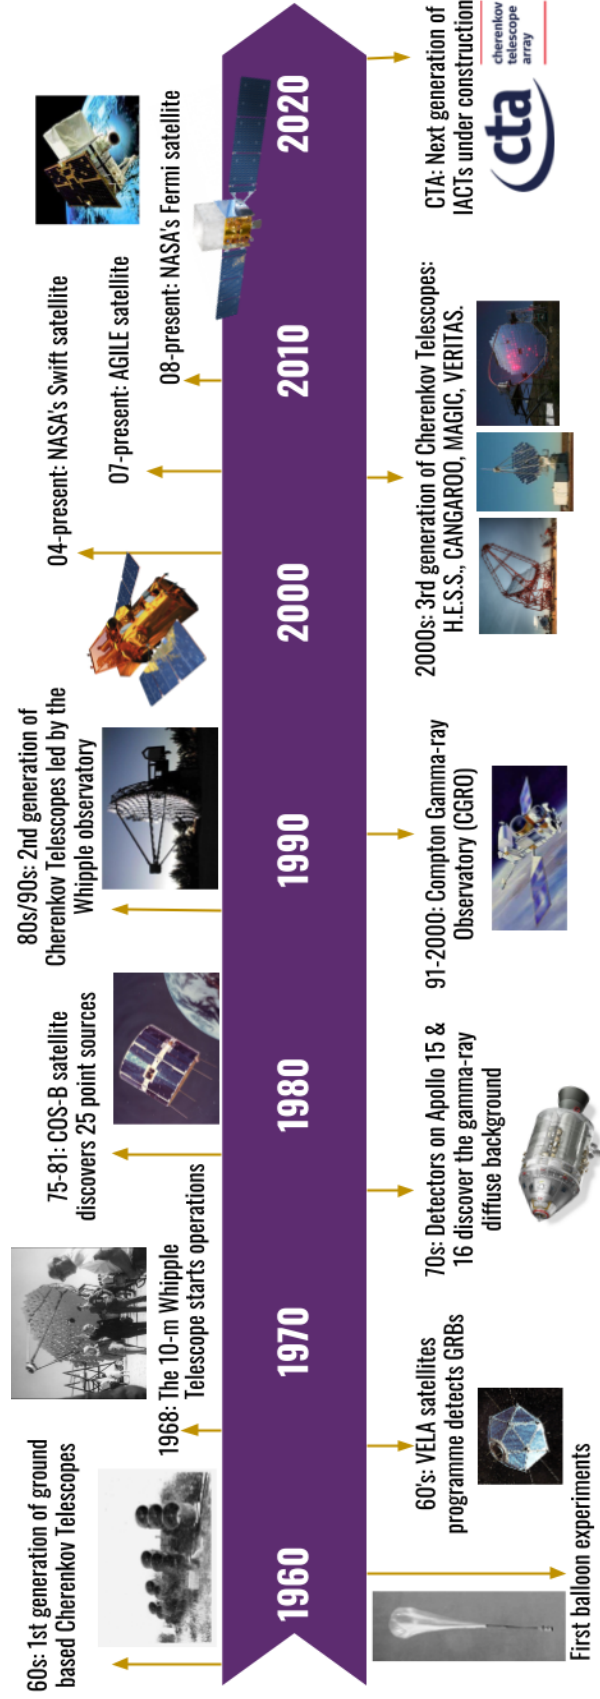 60s: 1st generation of ground
based Cherenkov Telescopes
1968: The 10-m Whipple
Telescope starts operations
75-81: COS-B satellite
discovers 25 point sources
80s/90s: 2nd generation of
Cherenkov Telescopes led by the
Whipple observatory
04-present: NASA's Swift satellite
07-present: AGILE satellite
08-present: NASA's Fermi satellite
1960
1970
1980
1990
2000
2010
2020
First balloon experiments
60's: VELA satellites
programme detects GRBs
70s: Detectors on Apollo 15 &
16 discover the gamma-ray
diffuse background
91-2000: Compton Gamma-ray
Observatory (CGRO)
2000s: 3rd generation of Cherenkov Telescopes:
H.E.S.S., CANGAROO, MAGIC, VERITAS.
CTA: Next generation of
IACTs under construction
cta
cherenkov
telescope
array